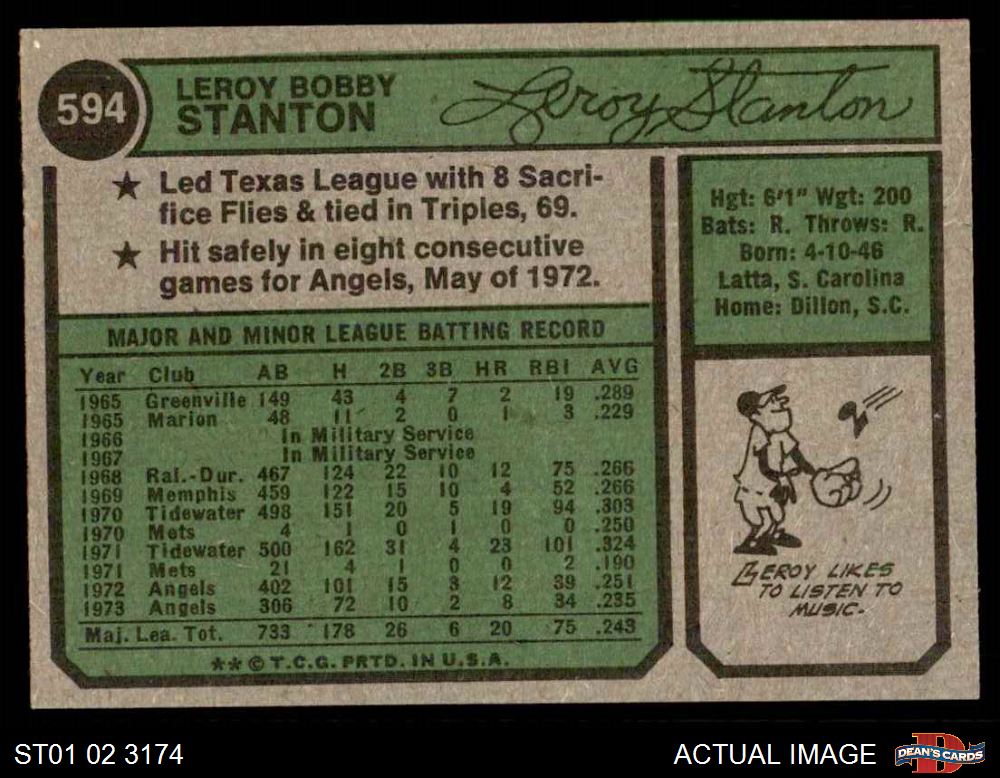 594
LEROY BOBBY
STANTON
Leroy Stanton
★ Led Texas League with 8 Sacri-
fice Flies & tied in Triples, 69.
★ Hit safely in eight consecutive
games for Angels, May of 1972.
Hgt: 6'1" Wgt: 200
Bats: R. Throws: R.
Born: 4-10-46
Latta, S. Carolina
Home: Dillon, S.C.
MAJOR AND MINOR LEAGUE BATTING RECORD
Year Club AB H 2B 3B HR RBI AVG
1965 Greenville 149 43 4 7 2 19 .289
1965 Marion 48 11 2 0 1 3 .229
1966 In Military Service
1967 In Military Service
1968 Ral.-Dur. 467 124 22 10 12 75 .266
1969 Memphis 459 122 15 10 4 52 .266
1970 Tidewater 498 151 20 5 19 94 .303
1970 Mets 4 1 0 1 0 0 .250
1971 Tidewater 500 162 31 4 23 101 .324
1971 Mets 21 4 1 0 0 2 .190
1972 Angels 402 101 15 3 12 39 .251
1973 Angels 306 72 10 2 8 34 .235
Maj. Lea. Tot. 733 178 26 6 20 75 .243
** © T.C.G. PRTD. IN U.S.A.
LEROY LIKES
TO LISTEN TO
MUSIC.
ST01 02 3174
ACTUAL IMAGE
DEAN'S CARDS